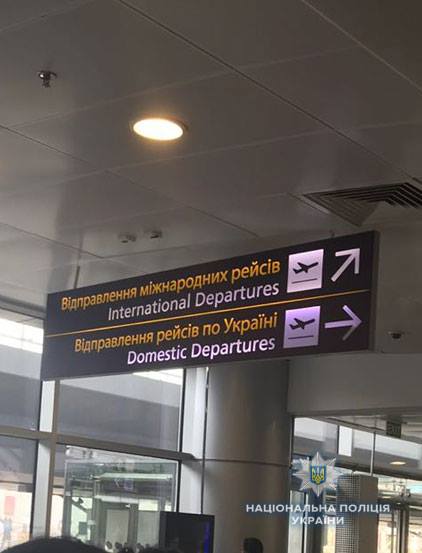 Відправлення міжнародних рейсів
International Departures
Відправлення рейсів по Україні
Domestic Departures
НАЦІОНАЛЬНА ПОЛІЦІЯ
УКРАЇНИ